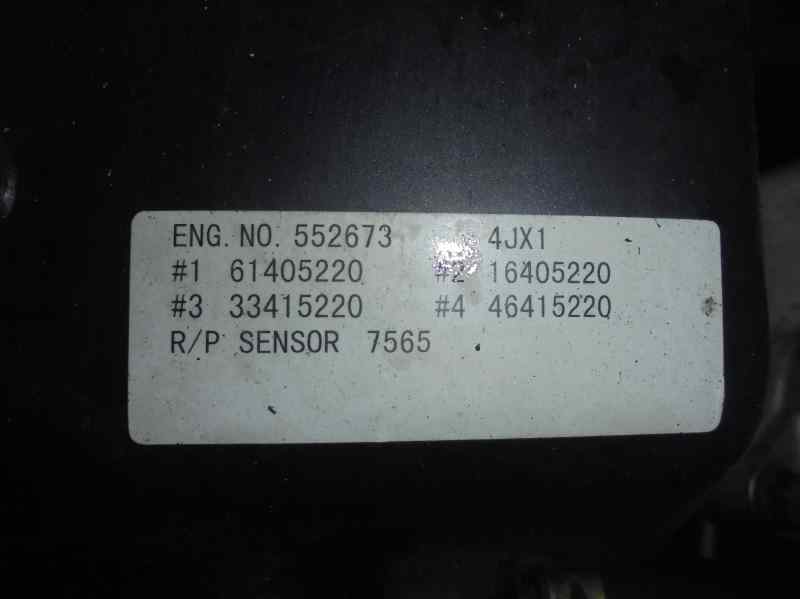 ENG. NO. 552673 4JX1
#1 61405220 #2 16405220
#3 33415220 #4 46415220
R/P SENSOR 7565